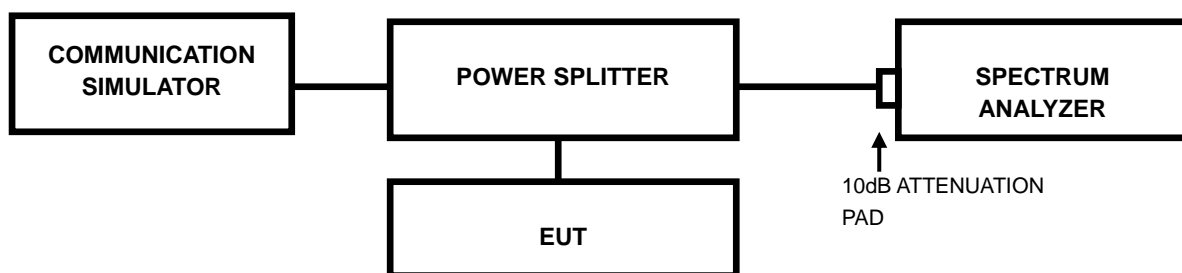 COMMUNICATION
SIMULATOR
POWER SPLITTER
SPECTRUM
ANALYZER
10dB ATTENUATION
PAD
EUT